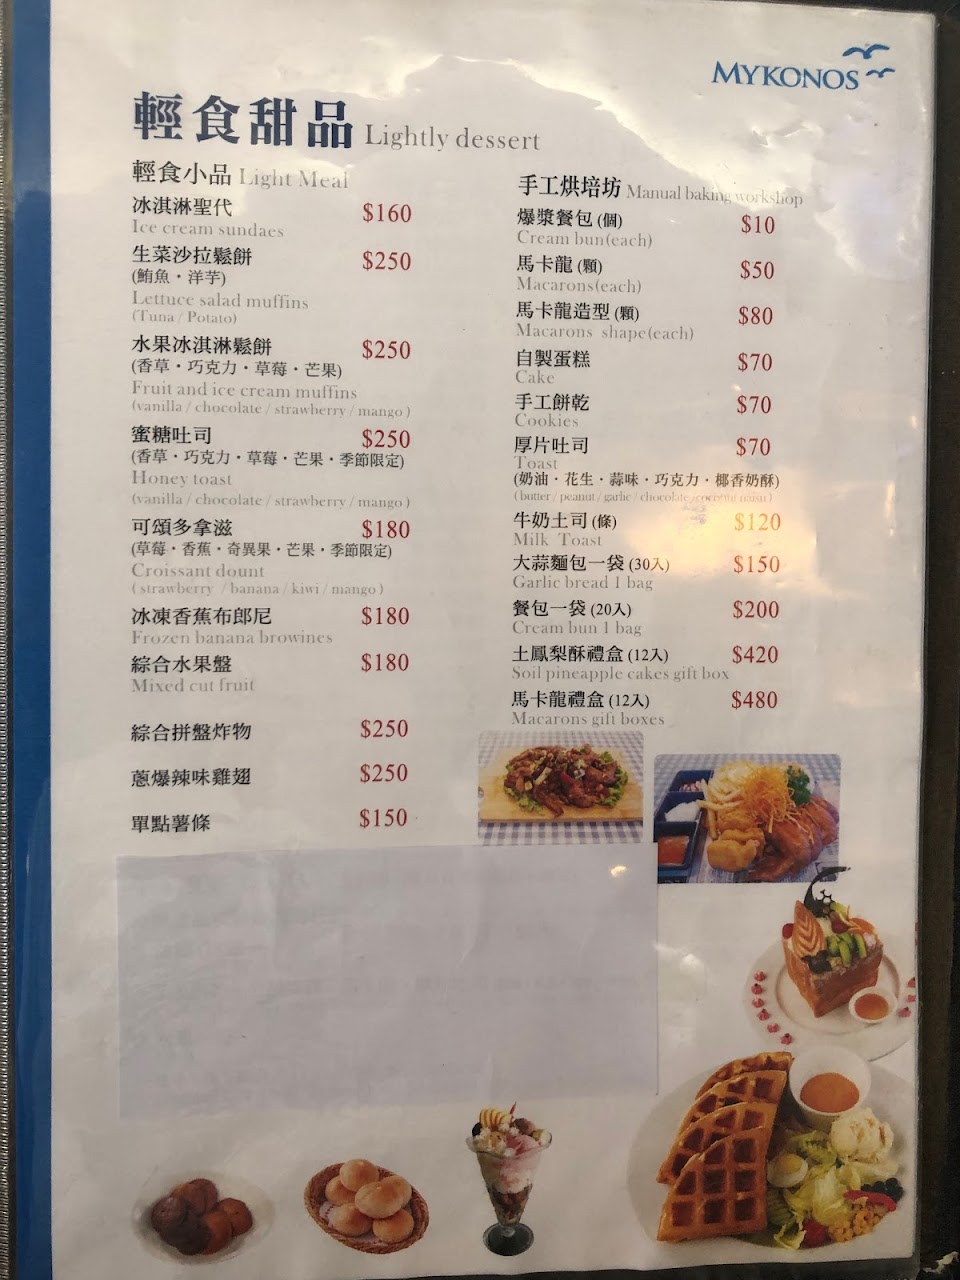 MYKONOS
輕食甜品 Lightly dessert
輕食小品 Light Meal
冰淇淋聖代 $160
Ice cream sundaes
生菜沙拉鬆餅 $250
(鮪魚・洋芋)
Lettuce salad muffins
(Tuna / Potato)
水果冰淇淋鬆餅 $250
(香草・巧克力・草莓・芒果)
Fruit and ice cream muffins
(vanilla / chocolate / strawberry / mango)
蜜糖吐司 $250
(香草・巧克力・草莓・芒果・季節限定)
Honey toast
(vanilla / chocolate / strawberry / mango)
可頌多拿滋 $180
(草莓・香蕉・奇異果・芒果・季節限定)
Croissant dount
(strawberry / banana / kiwi / mango)
冰凍香蕉布郎尼 $180
Frozen banana browines
綜合水果盤 $180
Mixed cut fruit
綜合拼盤炸物 $250
蔥爆辣味雞翅 $250
單點薯條 $150
手工烘培坊 Manual baking workshop
爆漿餐包 (個) $10
Cream bun(each)
馬卡龍 (顆) $50
Macarons(each)
馬卡龍造型 (顆) $80
Macarons shape(each)
自製蛋糕 $70
Cake
手工餅乾 $70
Cookies
厚片吐司 $70
Toast
(奶油・花生・蒜味・巧克力・椰香奶酥)
(butter / peanut / garlic / chocolate / coconut
牛奶土司 (條) $120
Milk Toast
大蒜麵包一袋 (30入) $150
Garlic bread 1 bag
餐包一袋 (20入) $200
Cream bun 1 bag
土鳳梨酥禮盒 (12入) $420
Soil pineapple cakes gift box
馬卡龍禮盒 (12入) $480
Macarons gift boxes